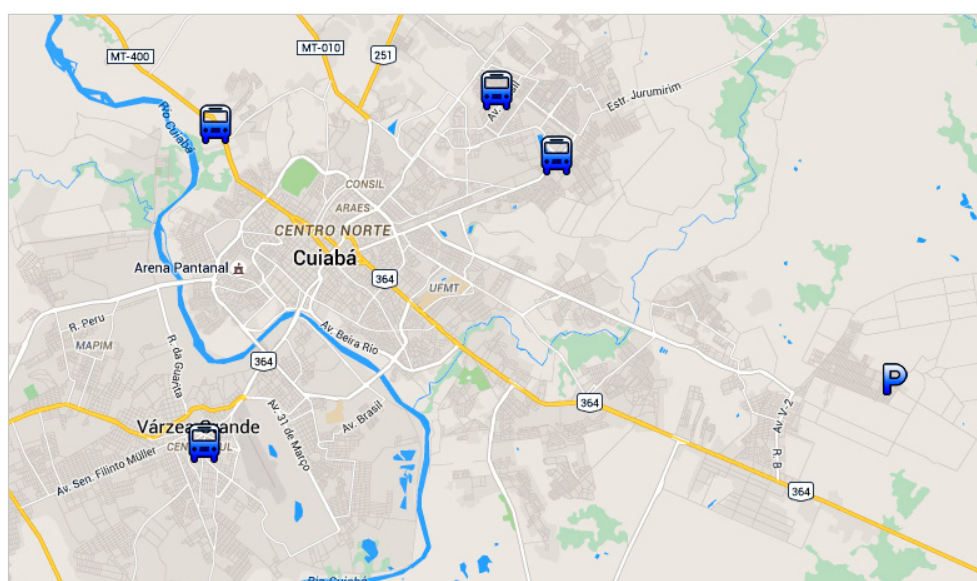 MT-010
MT-400
251
Estr. Jurumirim
Rio Cuiabá
CONSIL
ARAES
CENTRO NORTE
Cuiabá
Arena Pantanal
364
UFMT
R. Peru
MAPIM
R. da Guarita
Av. Beira Rio
364
364
Av. V-2
Av. 31 de Março
Av. Brasil
Várzea Grande
P
R. B
Av. Sen. Filinto Müller
364
Rio Cuiabá